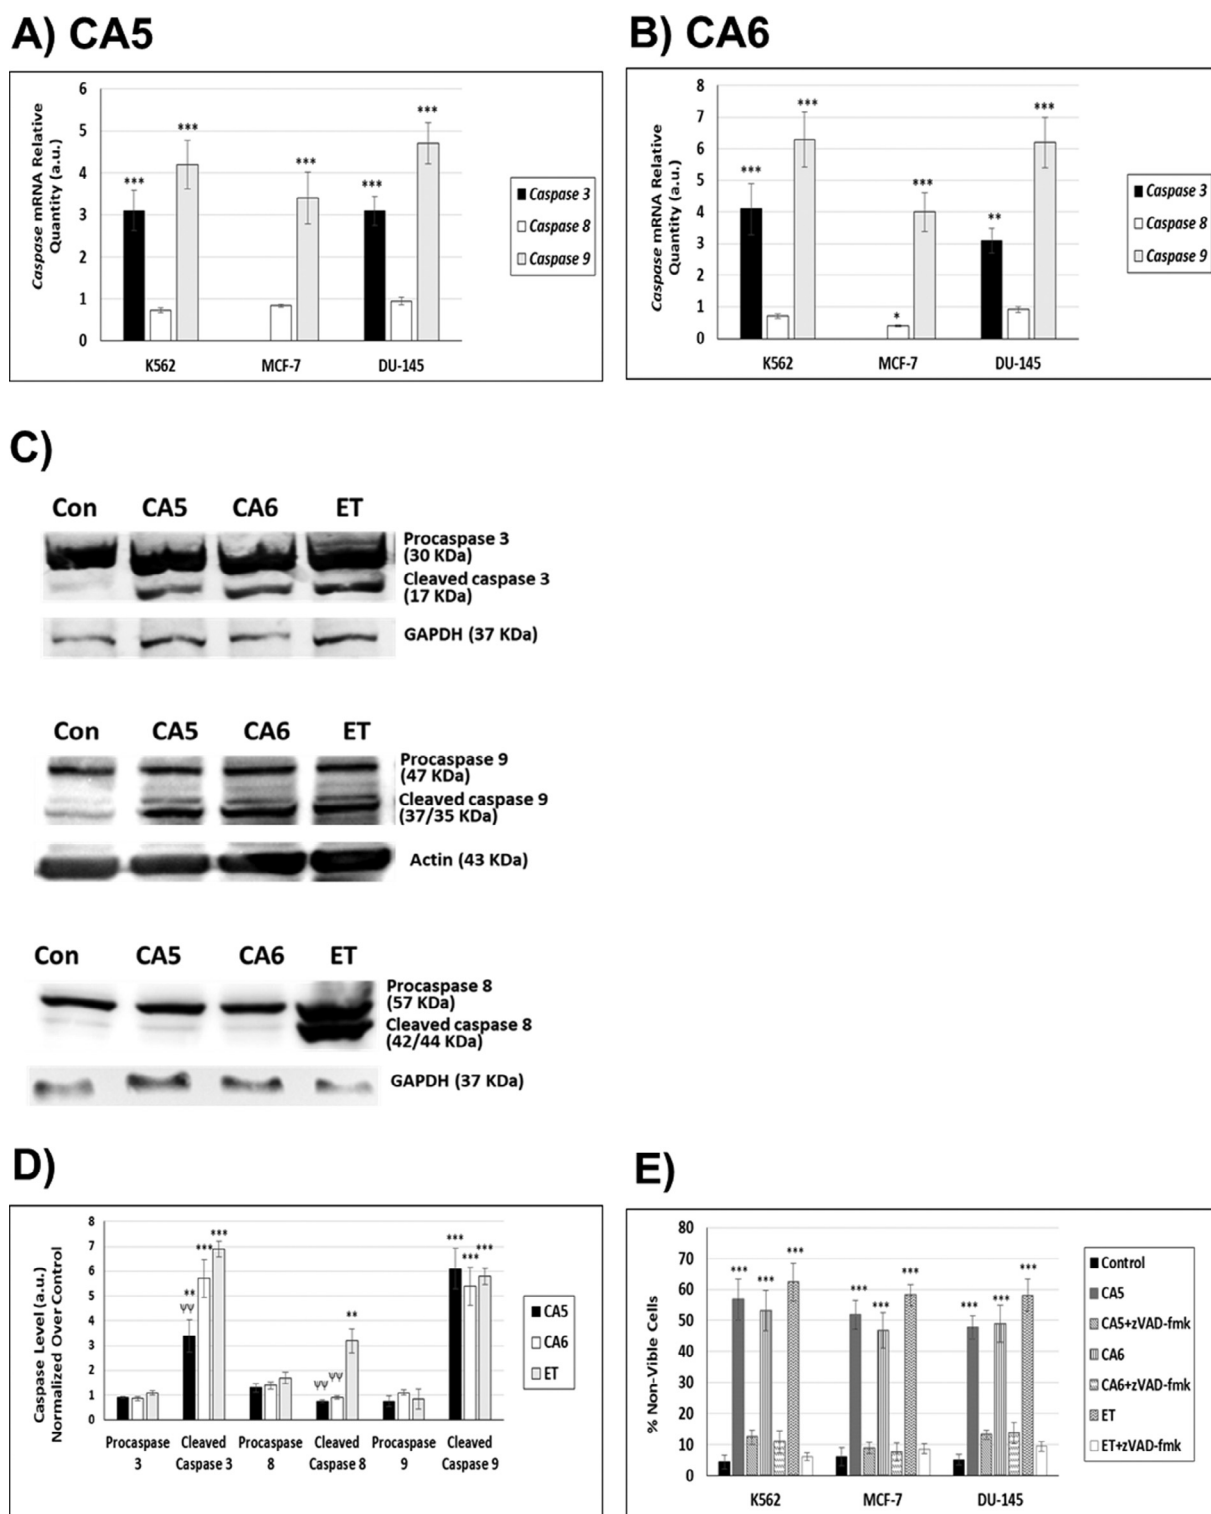 A) CA5
Caspase mRNA Relative
Quantity (a.u.)
6
5
4
3
2
1
0
***
***
***
***
***
K562
MCF-7
DU-145
Caspase 3
Caspase 8
Caspase 9
B) CA6
Caspase mRNA Relative
Quantity (a.u.)
8
7
6
5
4
3
2
1
0
***
***
*
***
**
***
K562
MCF-7
DU-145
Caspase 3
Caspase 8
Caspase 9
C)
Con CA5 CA6 ET
Procaspase 3
(30 KDa)
Cleaved caspase 3
(17 KDa)
GAPDH (37 KDa)
Con CA5 CA6 ET
Procaspase 9
(47 KDa)
Cleaved caspase 9
(37/35 KDa)
Actin (43 KDa)
Con CA5 CA6 ET
Procaspase 8
(57 KDa)
Cleaved caspase 8
(42/44 KDa)
GAPDH (37 KDa)
D)
Caspase Level (a.u.)
Normalized Over Control
8
7
6
5
4
3
2
1
0
**
ΨΨ
***
***
ΨΨ
ΨΨ
**
***
***
***
Procaspase
3
Cleaved
Caspase 3
Procaspase
8
Cleaved
Caspase 8
Procaspase
9
Cleaved
Caspase 9
CA5
CA6
ET
E)
% Non-Vible Cells
80
70
60
50
40
30
20
10
0
***
***
***
***
***
***
***
***
***
K562
MCF-7
DU-145
Control
CA5
CA5+zVAD-fmk
CA6
CA6+zVAD-fmk
ET
ET+zVAD-fmk